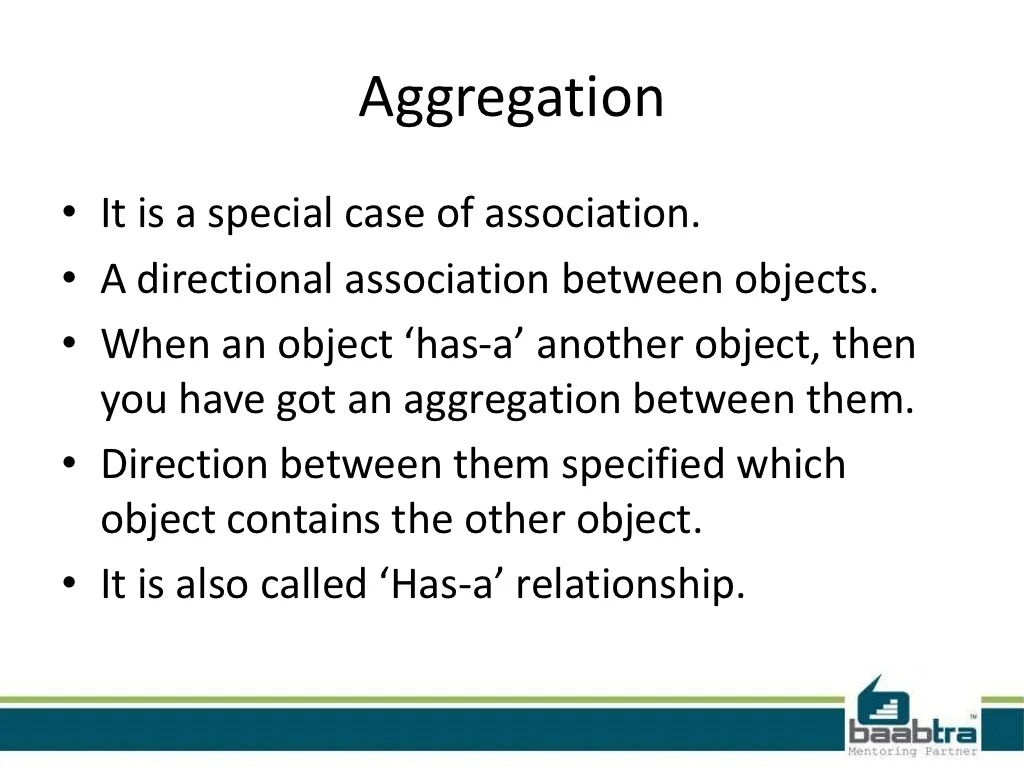 Aggregation
• It is a special case of association.
• A directional association between objects.
• When an object ‘has-a’ another object, then
you have got an aggregation between them.
• Direction between them specified which
object contains the other object.
• It is also called ‘Has-a’ relationship.
baabtra™
Mentoring Partner